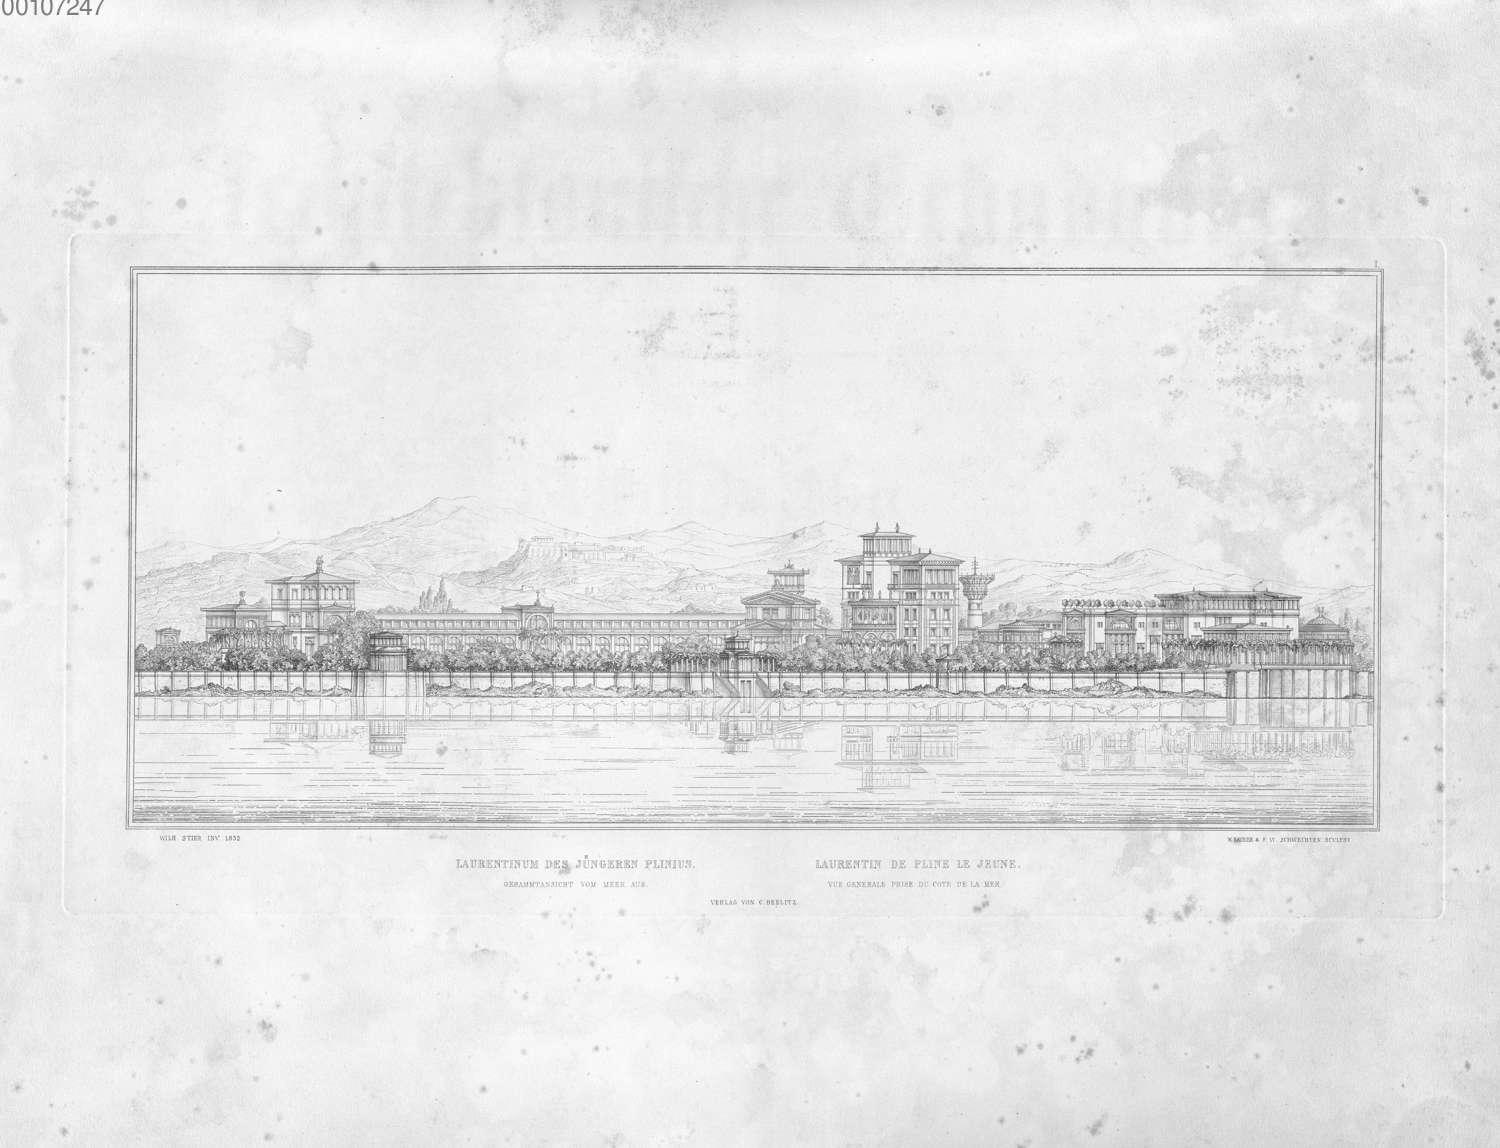 00107247
I.
WILH. STIER INV. 1832
W. LAUER & F. W. SCHWECHTEN SCULPS.
LAURENTINUM DES JÜNGEREN PLINIUS.
LAURENTIN DE PLINE LE JEUNE.
GESAMMTANSICHT VOM MEER AUS.
VUE GENERALE PRISE DU COTE DE LA MER.
VERLAG VON C. BEELITZ.